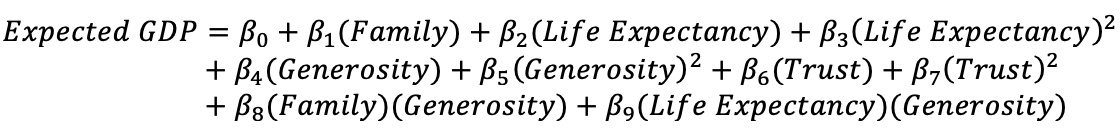 Expected GDP = β₀ + β₁(Family) + β₂(Life Expectancy) + β₃(Life Expectancy)²
+ β₄(Generosity) + β₅(Generosity)² + β₆(Trust) + β₇(Trust)²
+ β₈(Family)(Generosity) + β₉(Life Expectancy)(Generosity)